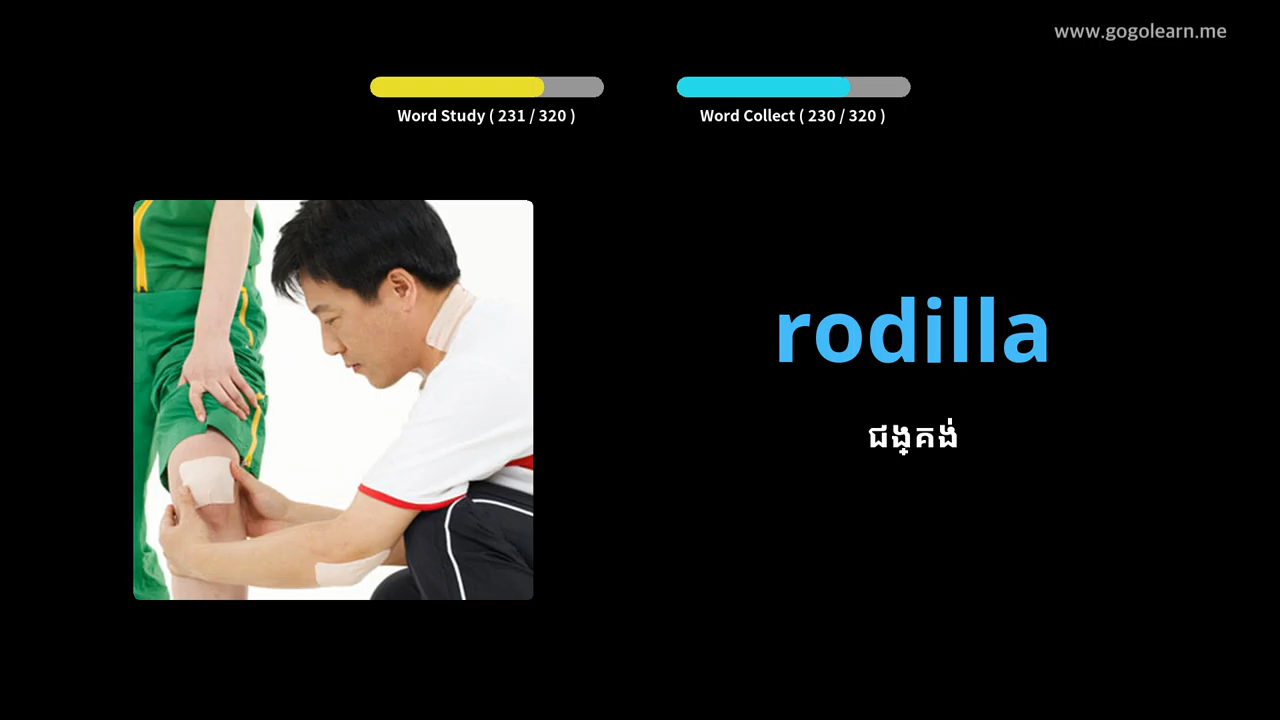 www.gogolearn.me
Word Study ( 231 / 320 )
Word Collect ( 230 / 320 )
rodilla
ជង្គង់